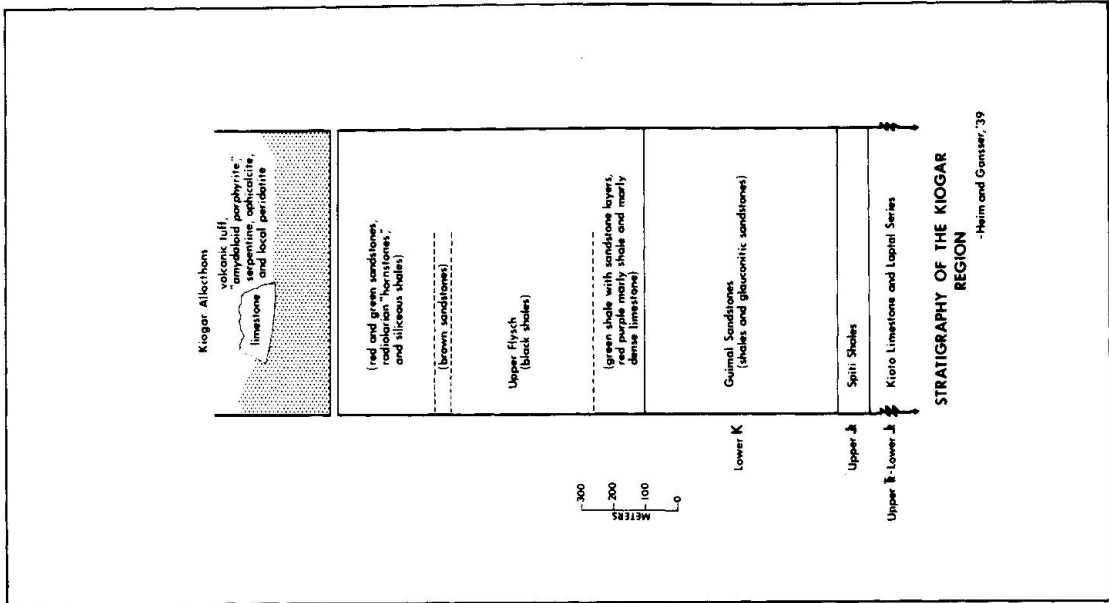 Kiogar Allocthons
volcanic tuff,
"amydaloid porphyrite",
serpentine, ophicalcite,
and local peridotite
limestone
(red and green sandstones,
radiolarian "hornstones",
and siliceous shales)
(brown sandstones)
Upper Flysch
(black shales)
(green shale with sandstone layers,
red purple marly shale and marly
dense limestone)
Lower K
Guimal Sandstones
(shales and glauconitic sandstones)
Upper Jr
Spiti Shales
Upper Tr-Lower Jr
Kioto Limestone and Laptal Series
300
200
100
0
METERS
STRATIGRAPHY OF THE KIOGAR
REGION
-Heim and Gansser, '39